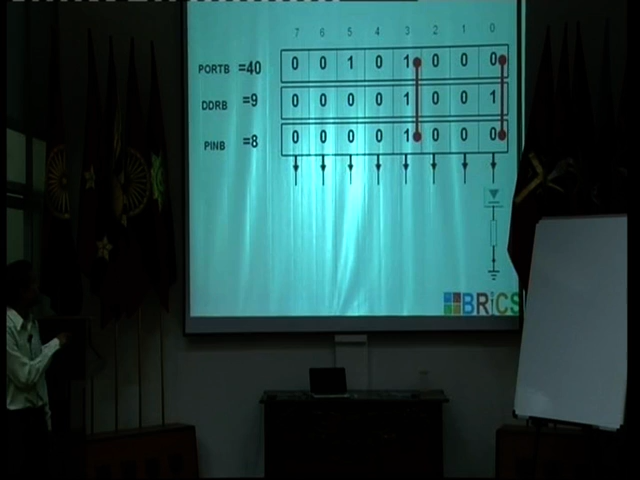 7 6 5 4 3 2 1 0
PORTB =40 0 0 1 0 1 0 0 0
DDRB =9 0 0 0 0 1 0 0 1
PINB =8 0 0 0 0 1 0 0 0
BRiCS